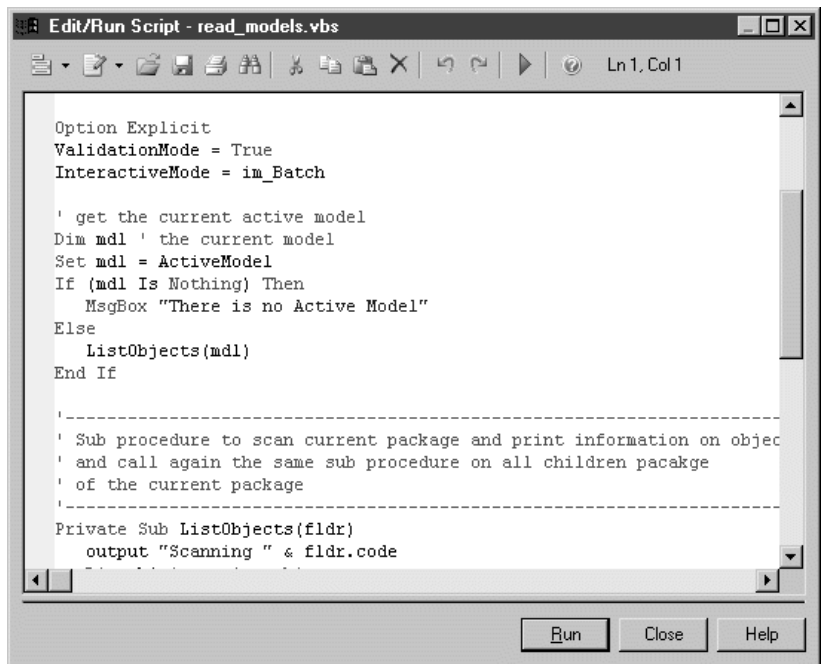 Edit/Run Script - read_models.vbs
Ln 1, Col 1
Option Explicit
ValidationMode = True
InteractiveMode = im_Batch
' get the current active model
Dim mdl ' the current model
Set mdl = ActiveModel
If (mdl Is Nothing) Then
MsgBox "There is no Active Model"
Else
ListObjects(mdl)
End If
'-----------------------------------------------------------------------
' Sub procedure to scan current package and print information on objec
' and call again the same sub procedure on all children pacakge
' of the current package
'-----------------------------------------------------------------------
Private Sub ListObjects(fldr)
output "Scanning " & fldr.code
Run Close Help